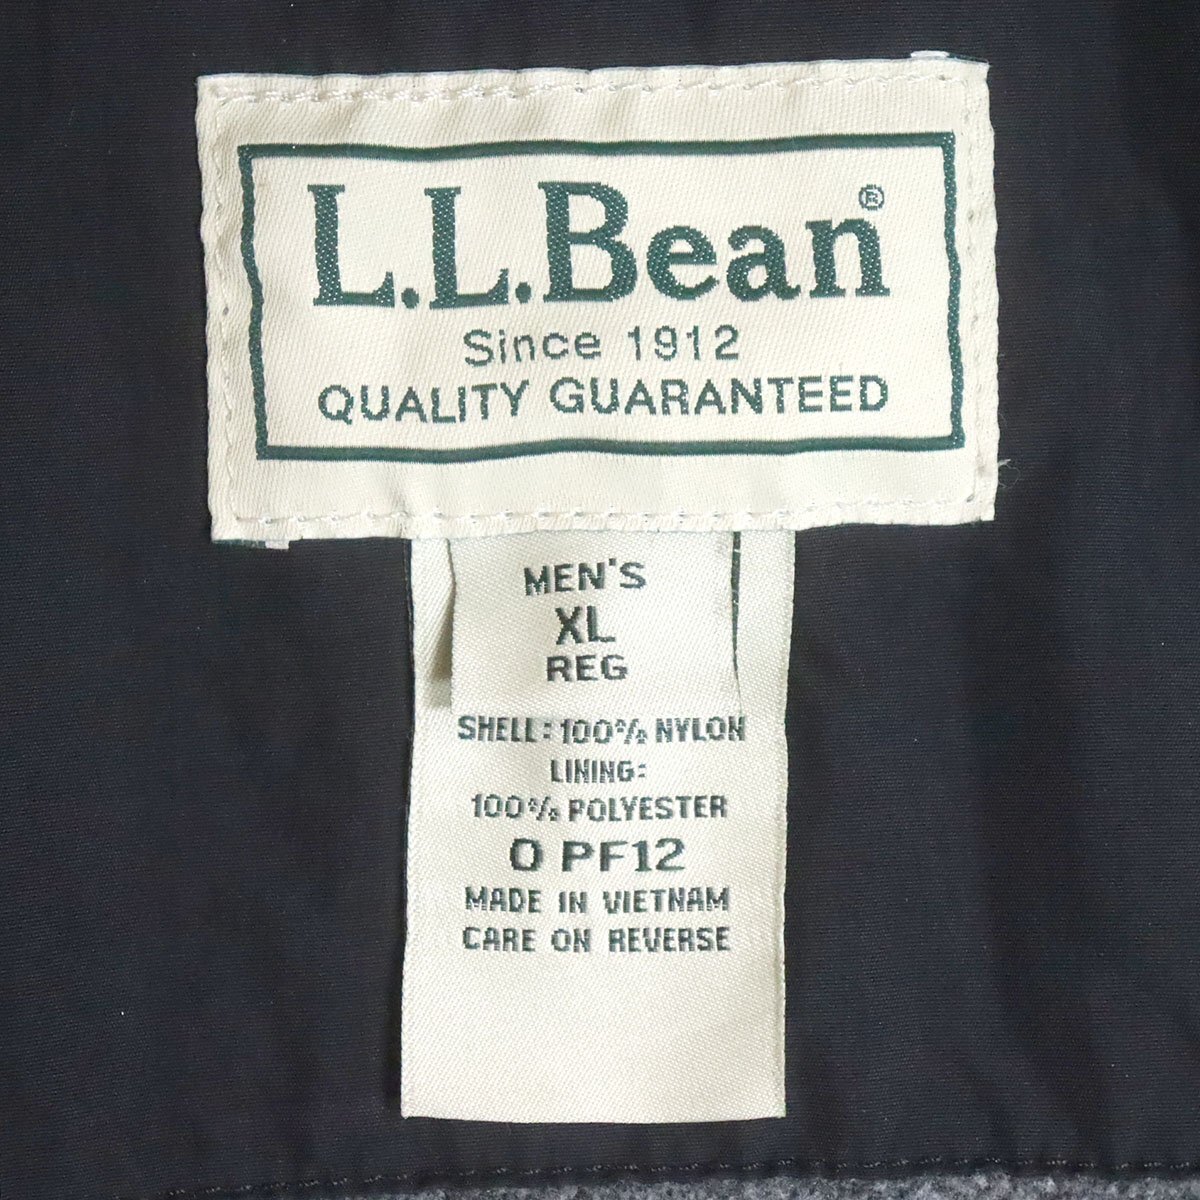 L.L.Bean®
Since 1912
QUALITY GUARANTEED
MEN'S
XL
REG
SHELL: 100% NYLON
LINING:
100% POLYESTER
0 PF12
MADE IN VIETNAM
CARE ON REVERSE